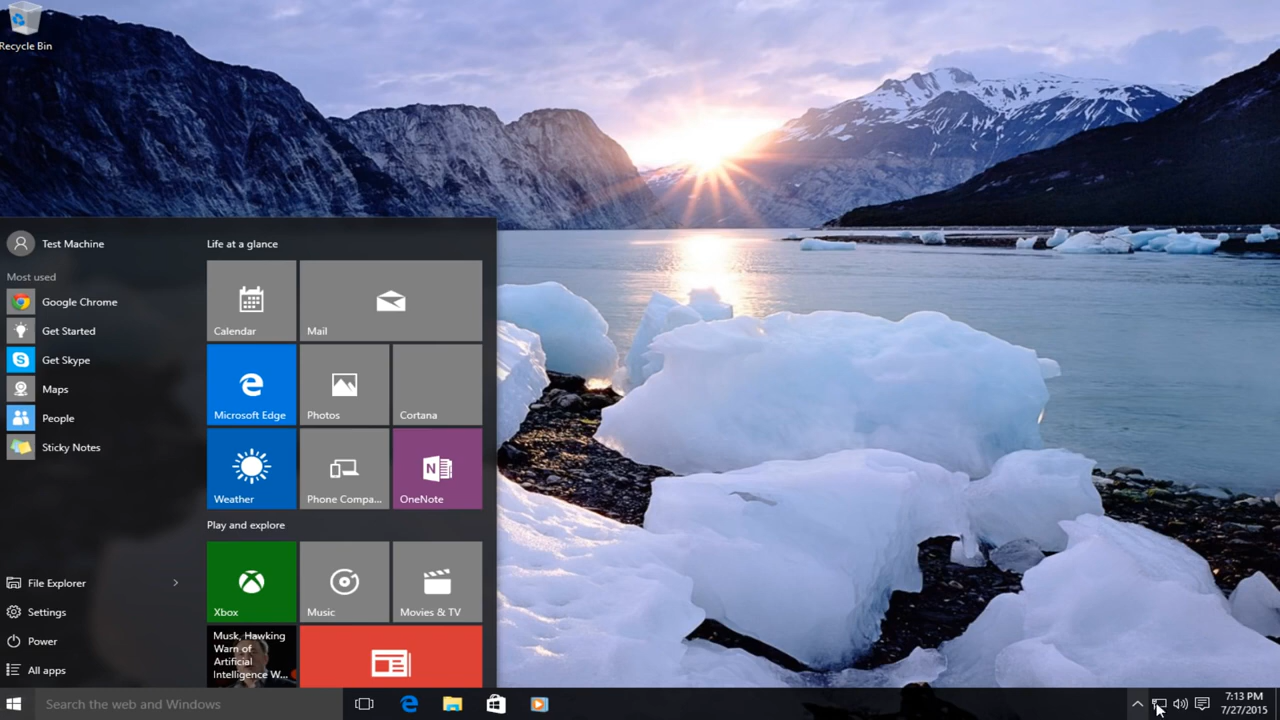 Recycle Bin
Test Machine
Most used
Google Chrome
Get Started
Get Skype
Maps
People
Sticky Notes
File Explorer
Settings
Power
All apps
Life at a glance
Calendar
Mail
Microsoft Edge
Photos
Cortana
Weather
Phone Compa...
N
OneNote
Play and explore
Xbox
Music
Movies & TV
Musk, Hawking
Warn of
Artificial
Intelligence W...
Search the web and Windows
7:13 PM
7/27/2015